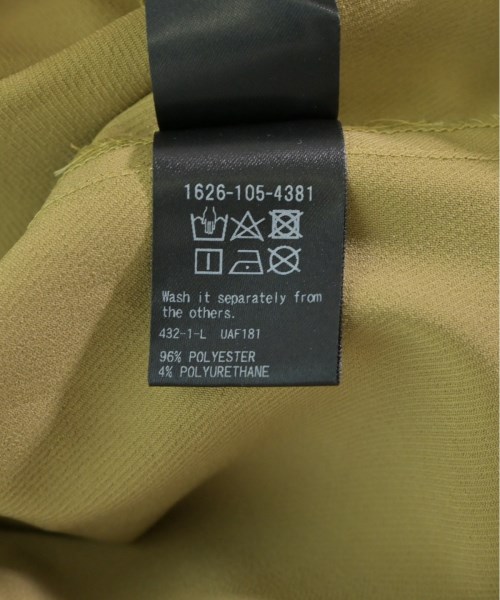 1626-105-4381
Wash it separately from
the others.
432-1-L UAF181
96% POLYESTER
4% POLYURETHANE